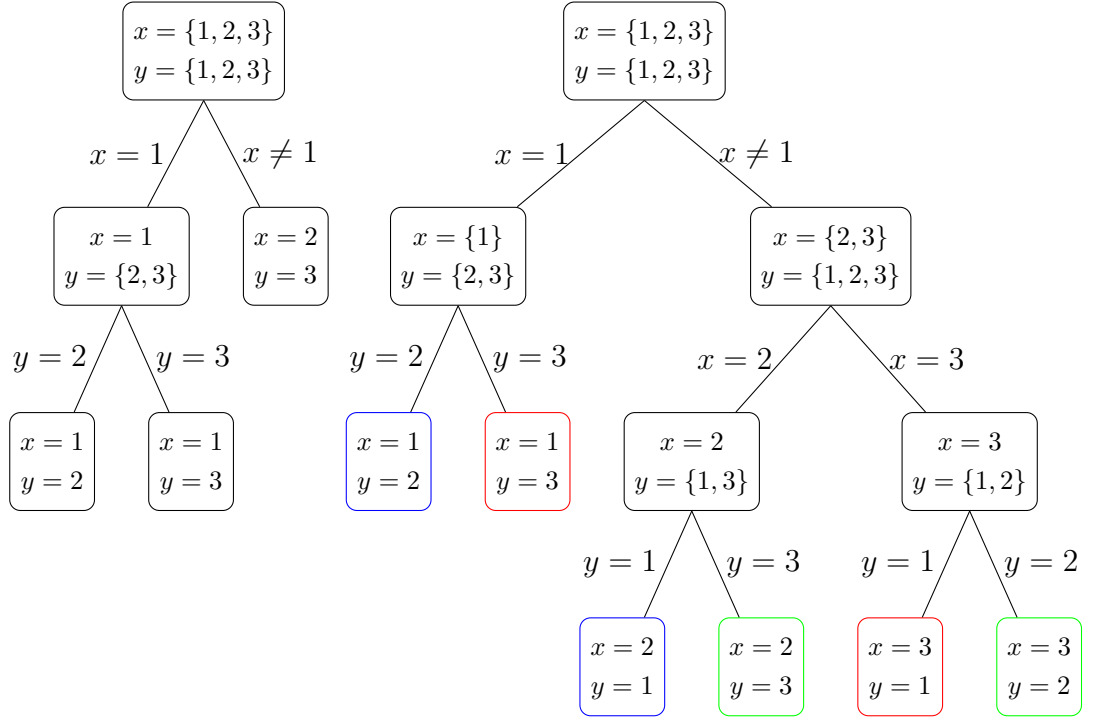 x = {1, 2, 3}
y = {1, 2, 3}
x = 1
x ≠ 1
x = 1
y = {2, 3}
x = 2
y = 3
y = 2
y = 3
x = 1
y = 2
x = 1
y = 3
x = {1, 2, 3}
y = {1, 2, 3}
x = 1
x ≠ 1
x = {1}
y = {2, 3}
x = {2, 3}
y = {1, 2, 3}
y = 2
y = 3
x = 2
x = 3
x = 1
y = 2
x = 1
y = 3
x = 2
y = {1, 3}
x = 3
y = {1, 2}
y = 1
y = 3
y = 1
y = 2
x = 2
y = 1
x = 2
y = 3
x = 3
y = 1
x = 3
y = 2